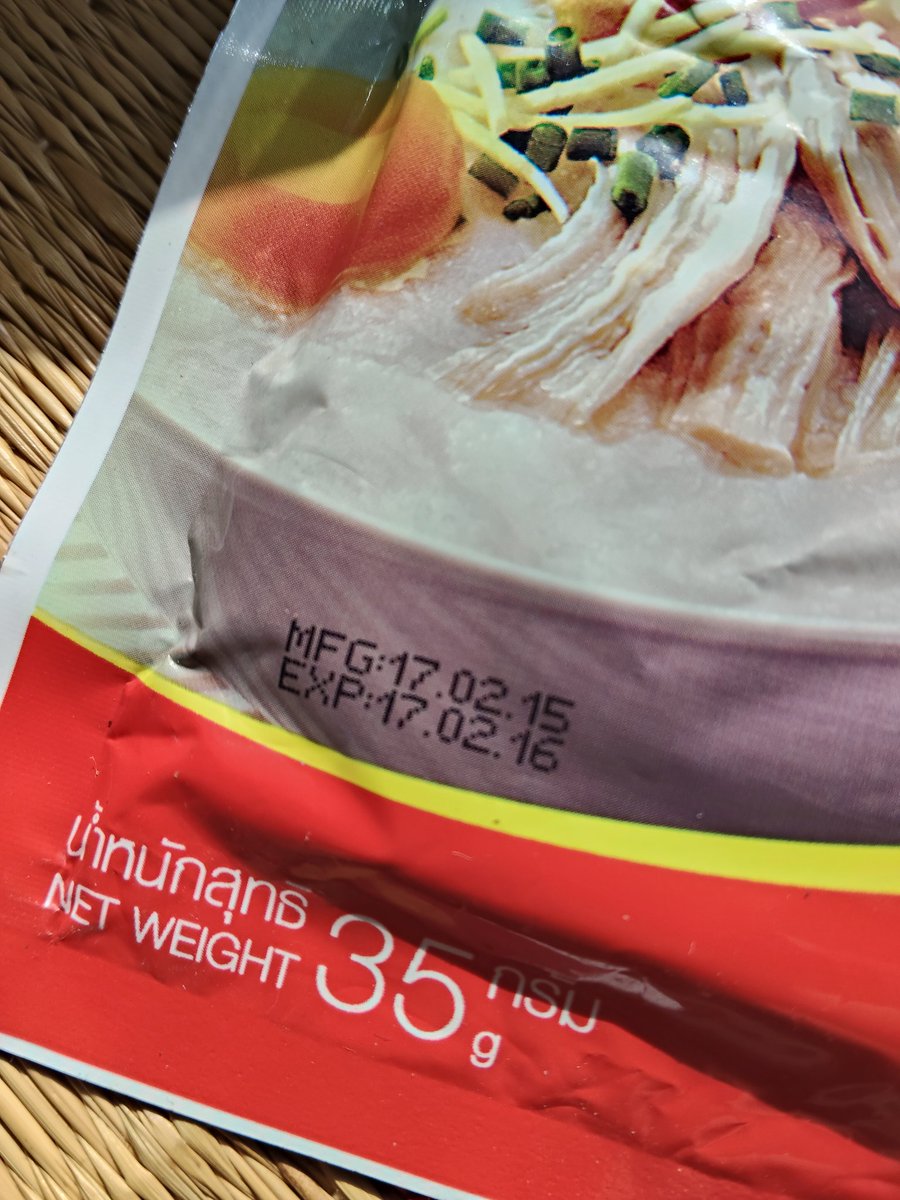 MFG:17.02.15
EXP:17.02.16
น้ำหนักสุทธิ 35 กรัม
NET WEIGHT g